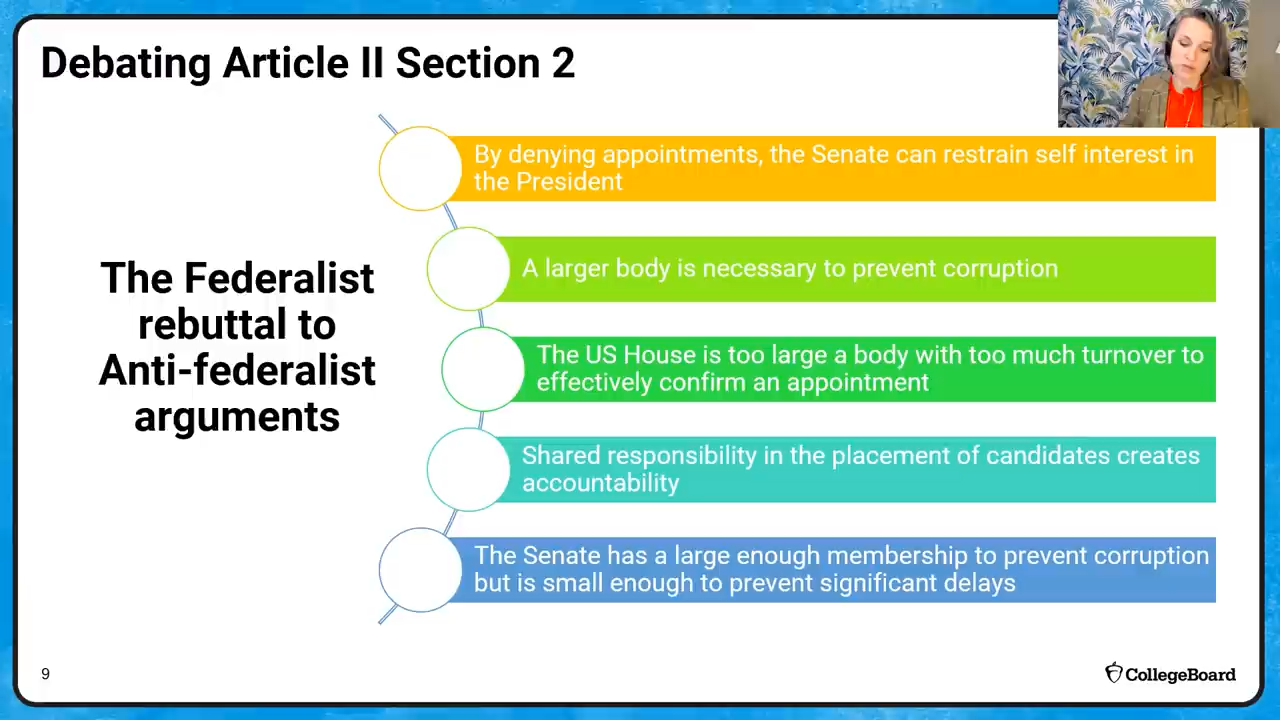 Debating Article II Section 2
By denying appointments, the Senate can restrain self interest in
the President
A larger body is necessary to prevent corruption
The Federalist
rebuttal to
Anti-federalist
arguments
The US House is too large a body with too much turnover to
effectively confirm an appointment
Shared responsibility in the placement of candidates creates
accountability
The Senate has a large enough membership to prevent corruption
but is small enough to prevent significant delays
9
CollegeBoard